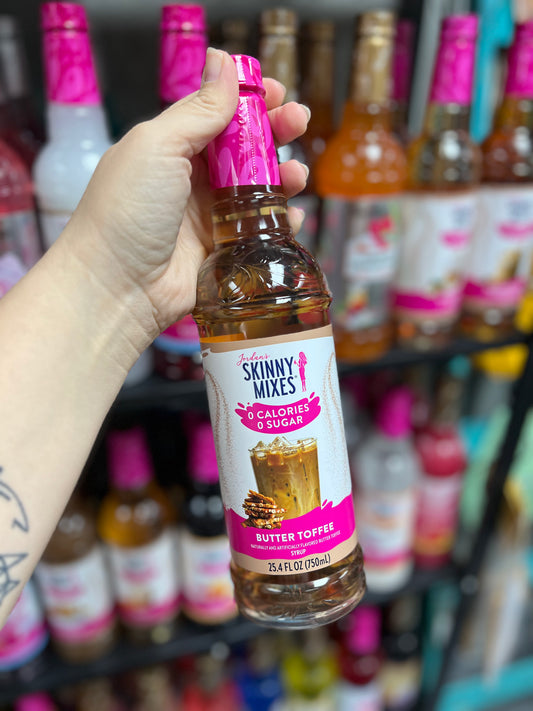 Jordan's
SKINNY
MIXES
0 CALORIES
0 SUGAR
BUTTER TOFFEE
NATURALLY AND ARTIFICIALLY FLAVORED BUTTER TOFFEE
SYRUP
25.4 FL OZ (750mL)